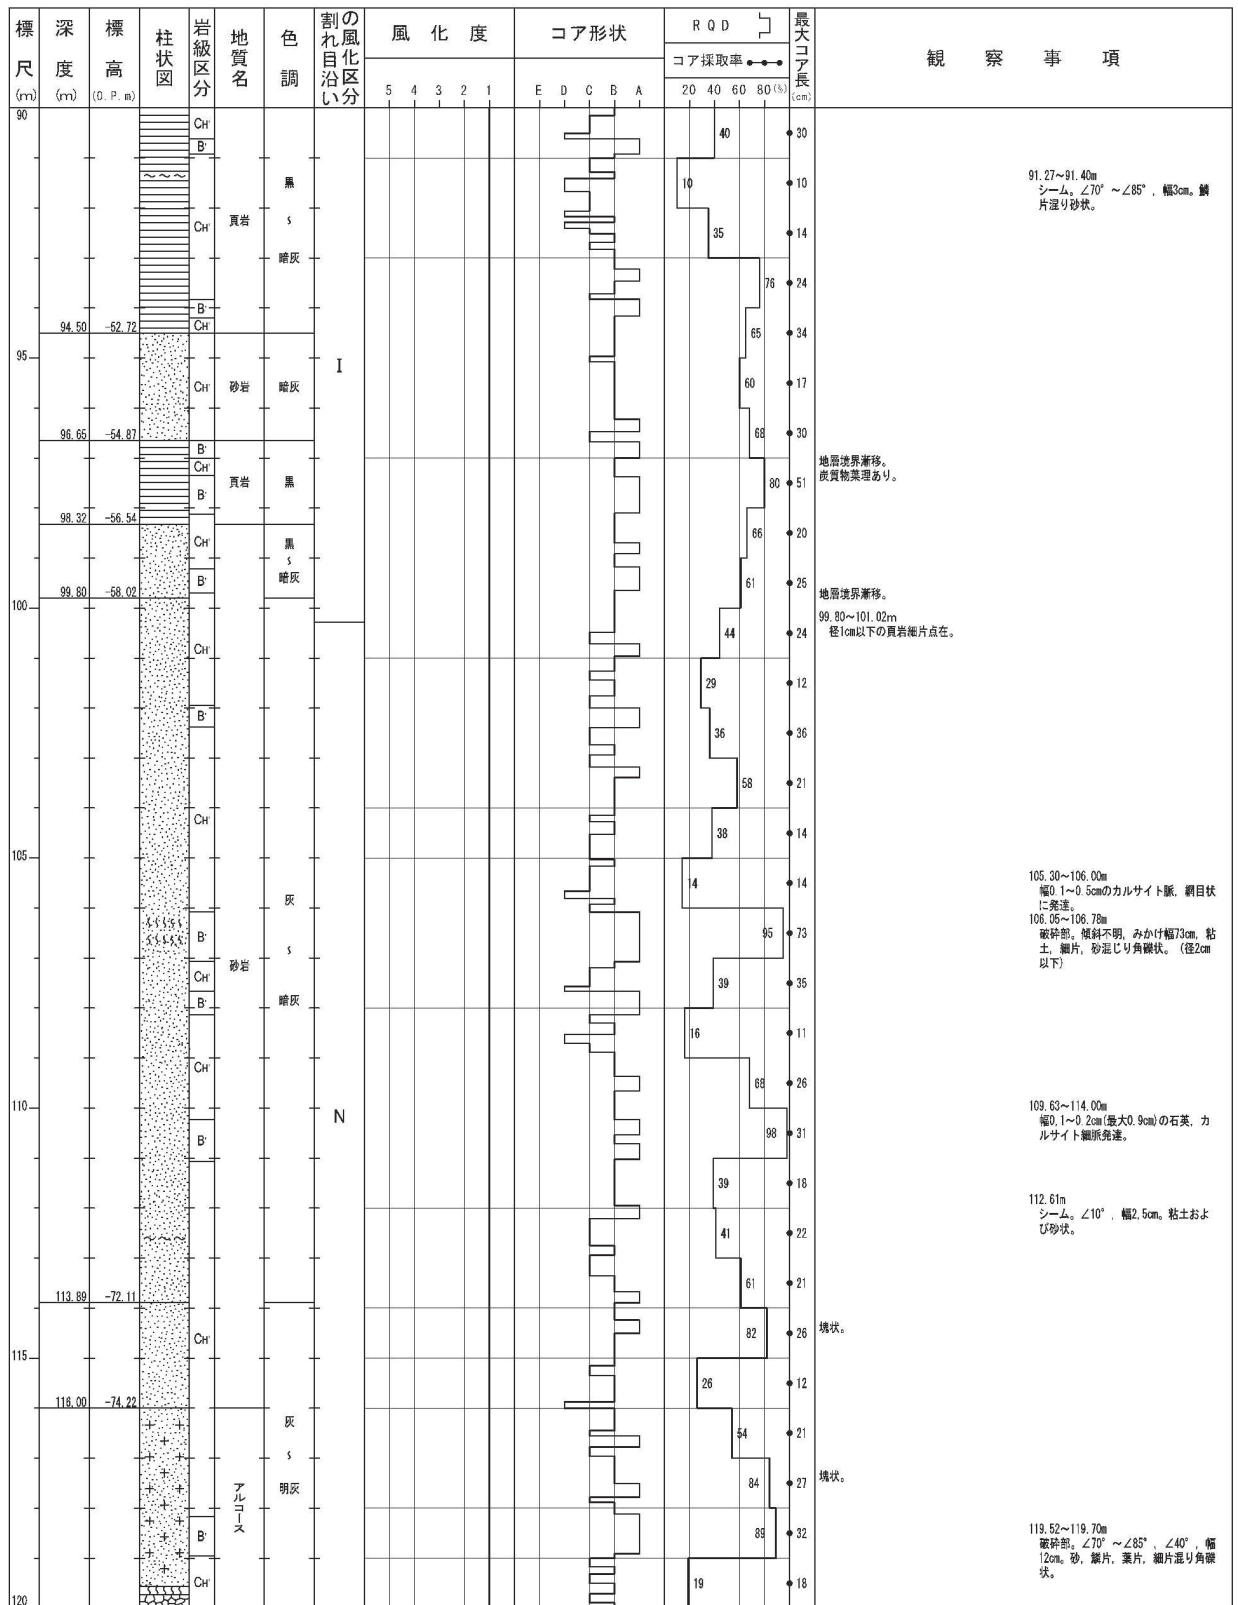 標尺(m)
深度(m)
標高(O.P.m)
柱状図
岩級区分
地質名
色調
割れ目沿いの風化区分
風化度
5 4 3 2 1
コア形状
E D C B A
RQD
コア採取率
20 40 60 80 (%)
最大コア長(cm)
観察事項
90
CH'
40
30
B'
黒
10
10
91.27～91.40m
シーム。∠70°～∠85°，幅3cm。鱗
片混り砂状。
CH'
頁岩
～
35
14
暗灰
76
24
B'
94.50
-52.72
CH'
65
34
95
I
CH'
砂岩
暗灰
60
17
96.65
-54.87
68
30
B'
CH'
地層境界漸移。
頁岩
黒
80
51
炭質物葉理あり。
B'
98.32
-56.54
CH'
黒
66
20
～
B'
暗灰
61
25
99.80
-58.02
地層境界漸移。
100
99.80～101.02m
CH'
44
24
径1cm以下の頁岩細片点在。
29
12
B'
36
36
58
21
CH'
38
14
105
14
14
105.30～106.00m
幅0.1～0.5cmのカルサイト脈，網目状
に発達。
灰
B'
95
73
106.05～106.78m
破砕部。傾斜不明，みかけ幅73cm，粘
土，細片，砂混じり角礫状。（径2cm
以下）
～
砂岩
CH'
39
35
B'
暗灰
16
11
CH'
68
26
110
N
109.63～114.00m
幅0.1～0.2cm(最大0.9cm)の石英，カ
ルサイト細脈発達。
B'
98
31
39
18
112.61m
シーム。∠10°，幅2.5cm。粘土およ
び砂状。
41
22
61
21
113.89
-72.11
CH'
82
26
塊状。
115
26
12
116.00
-74.22
灰
54
21
～
アルコース
明灰
84
27
塊状。
B'
89
32
119.52～119.70m
破砕部。∠70°～∠85°，∠40°，幅
12cm。砂，鱗片，葉片，細片混り角礫
状。
CH'
19
18
120